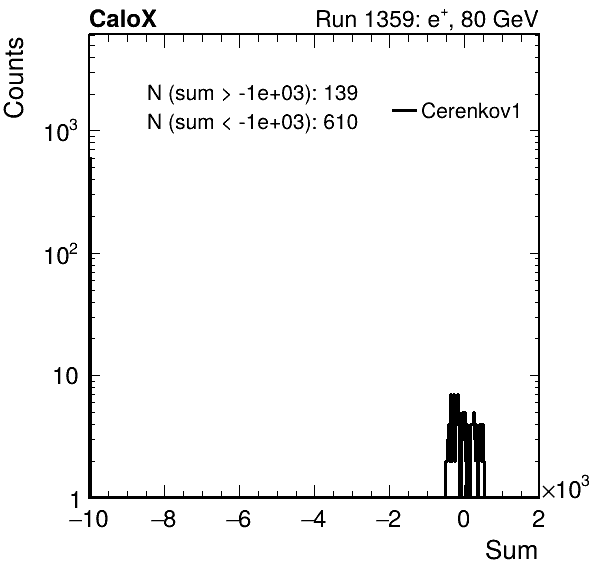 CaloX
Run 1359: e+, 80 GeV
Counts
N (sum > -1e+03): 139
N (sum < -1e+03): 610
Cerenkov1
10³
10²
10
1
−10 −8 −6 −4 −2 0 2
×10³
Sum